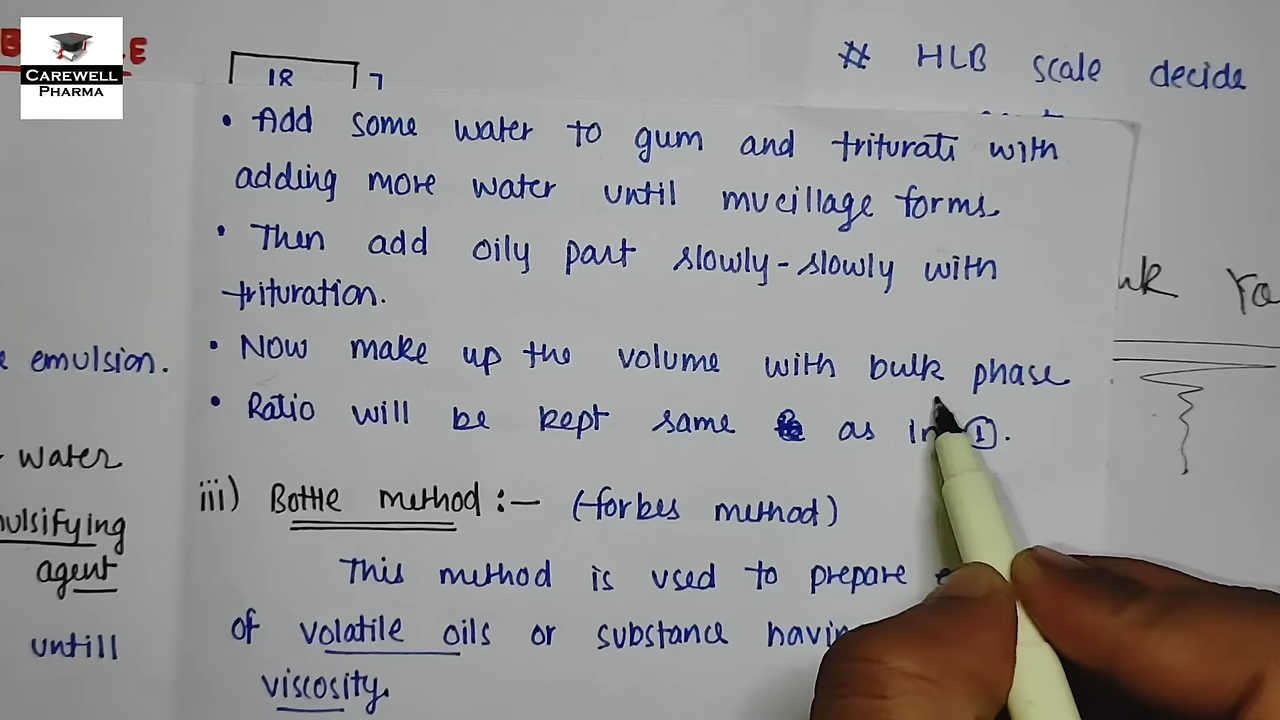 CAREWELL
PHARMA
18
# HLB scale decide
• Add some water to gum and triturati with
adding more water until mucillage forms.
• Then add oily part slowly-slowly with
trituration.
• Now make up the volume with bulk phase
• Ratio will be kept same as in ①.
iii) Bottle method :- (forbes method)
This method is used to prepare
of volatile oils or substance
viscosity.
emulsion.
water
agent
untill